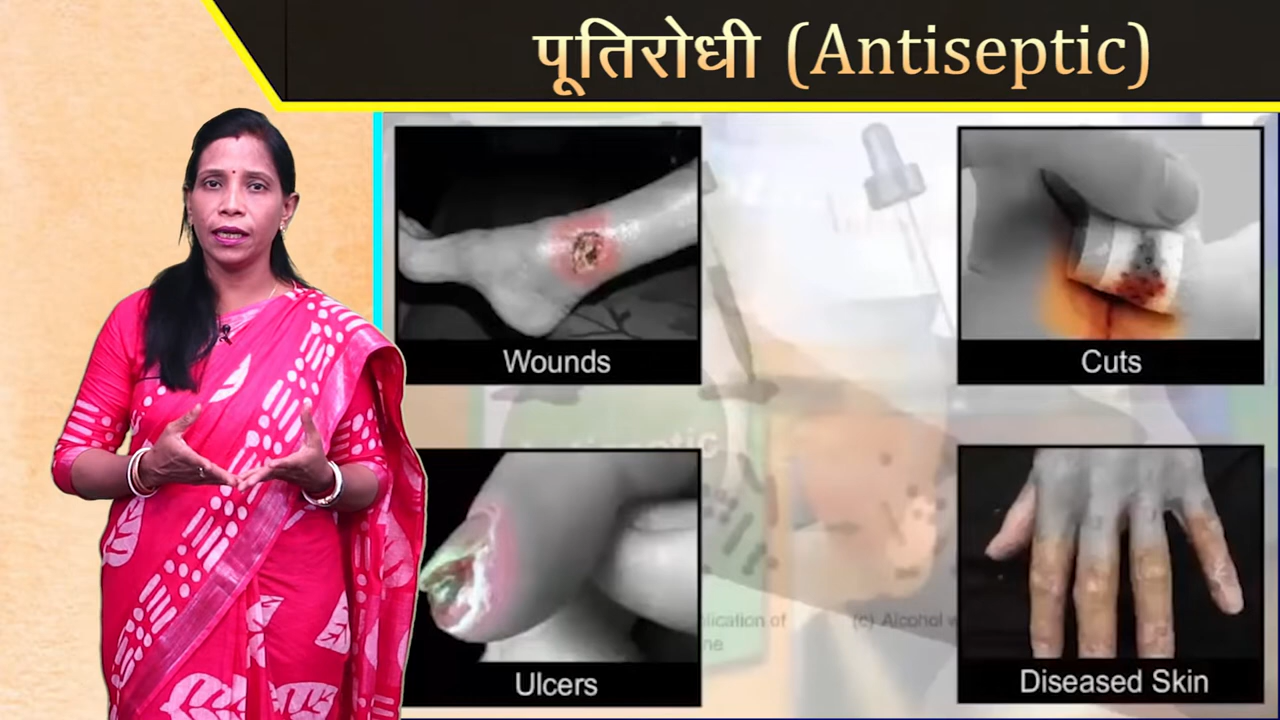 पूतिरोधी (Antiseptic)
Wounds
Cuts
Ulcers
Diseased Skin